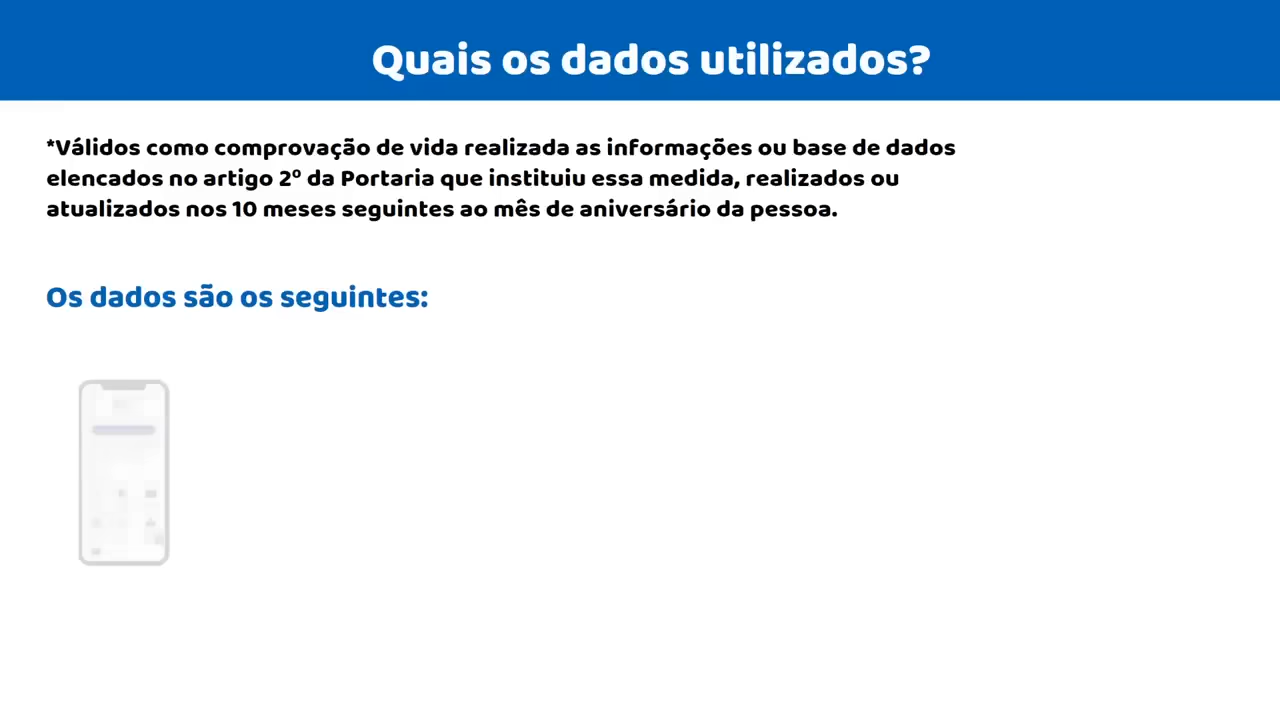 Quais os dados utilizados?
*Válidos como comprovação de vida realizada as informações ou base de dados
elencados no artigo 2º da Portaria que instituiu essa medida, realizados ou
atualizados nos 10 meses seguintes ao mês de aniversário da pessoa.
Os dados são os seguintes: